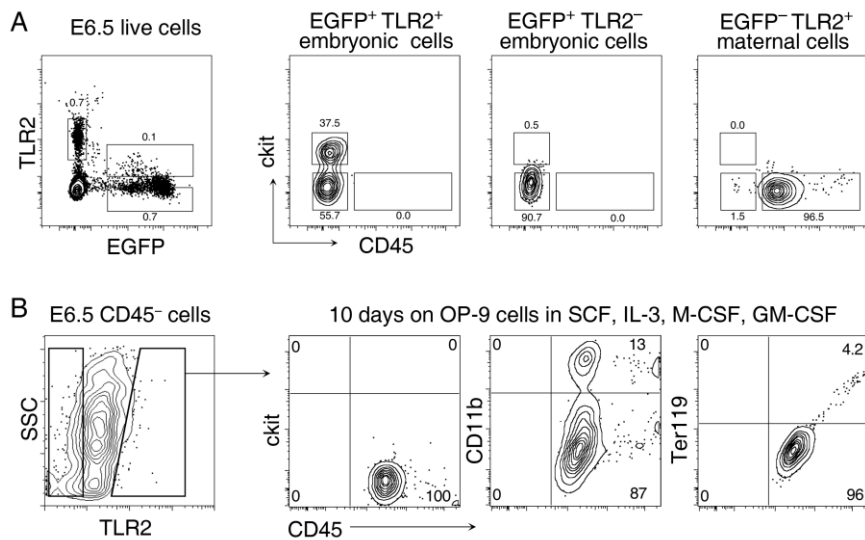 A
E6.5 live cells
EGFP⁺ TLR2⁺
embryonic cells
EGFP⁺ TLR2⁻
embryonic cells
EGFP⁻ TLR2⁺
maternal cells
TLR2
0.7
0.1
0.7
EGFP
ckit
37.5
55.7
0.0
CD45
0.5
90.7
0.0
0.0
1.5
96.5
B
E6.5 CD45⁻ cells
10 days on OP-9 cells in SCF, IL-3, M-CSF, GM-CSF
SSC
TLR2
ckit
0
0
0
100
CD45
CD11b
0
13
0
87
Ter119
0
4.2
0
96